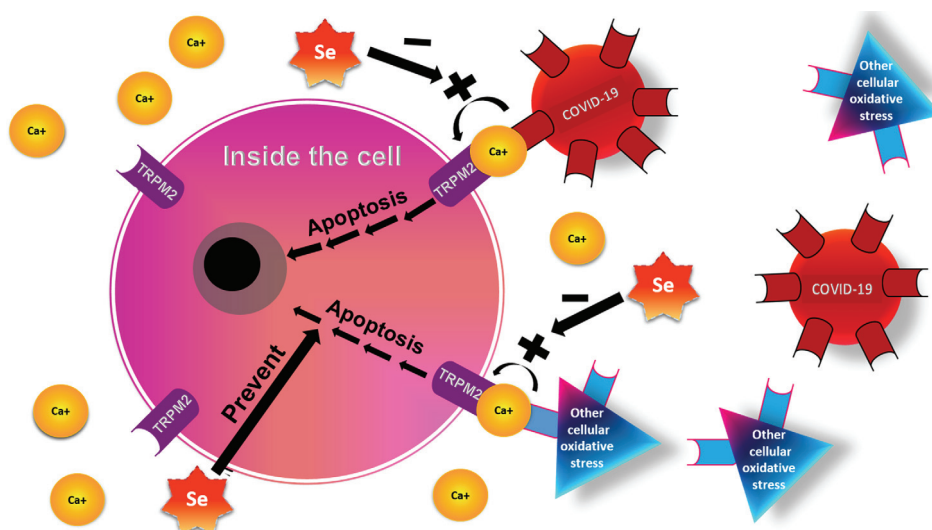 Ca+
Se
–
+
COVID-19
Other
cellular
oxidative
stress
Ca+
Ca+
Ca+
Inside the cell
TRPM2
TRPM2
Apoptosis
Ca+
Se
–
COVID-19
+
Apoptosis
Prevent
TRPM2
Ca+
Other
cellular
oxidative
stress
Other
cellular
oxidative
stress
Ca+
TRPM2
Ca+
Se
Ca+